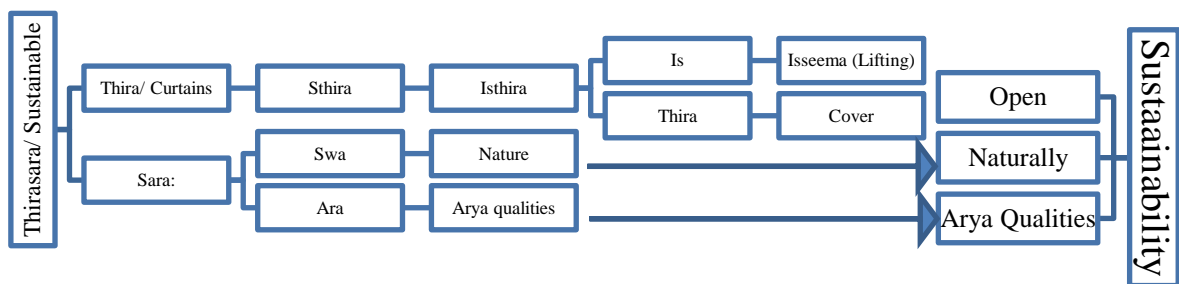 Thirasara/ Sustainable
Thira/ Curtains
Sthira
Isthira
Is
Isseema (Lifting)
Thira
Cover
Sara:
Swa
Nature
Ara
Arya qualities
Open
Naturally
Arya Qualities
Sustaainability